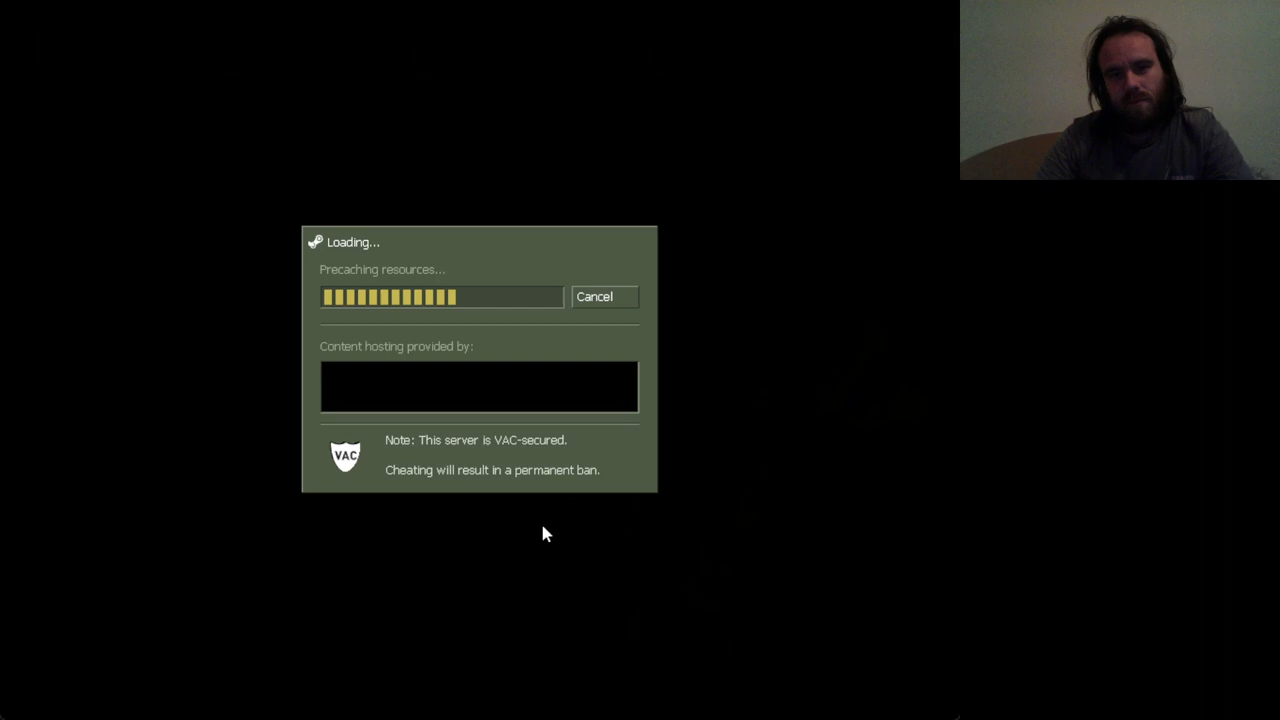 Loading...
Precaching resources...
Cancel
Content hosting provided by:
VAC
Note: This server is VAC-secured.
Cheating will result in a permanent ban.